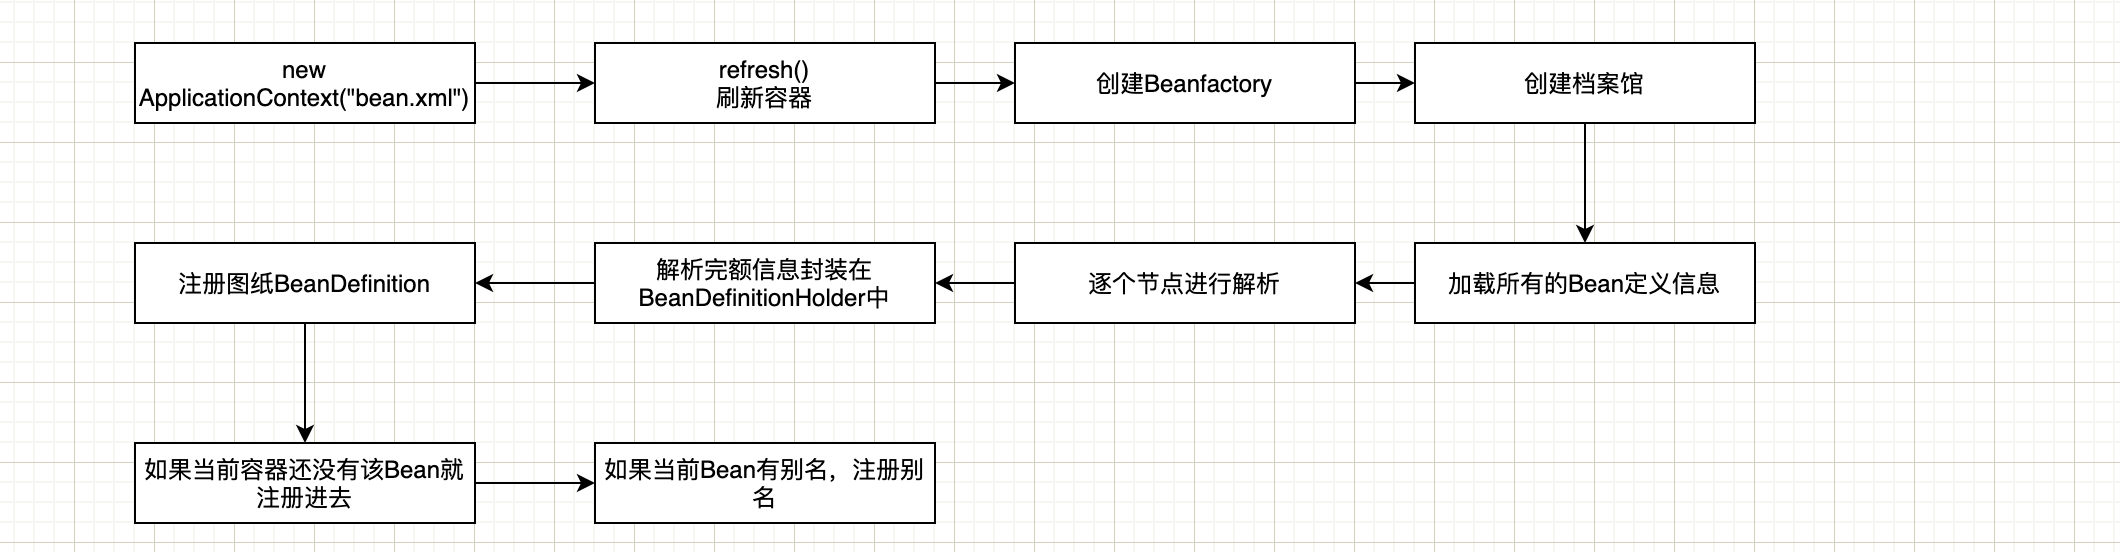 new
ApplicationContext("bean.xml")
refresh()
刷新容器
创建Beanfactory
创建档案馆
加载所有的Bean定义信息
逐个节点进行解析
解析完额信息封装在
BeanDefinitionHolder中
注册图纸BeanDefinition
如果当前容器还没有该Bean就
注册进去
如果当前Bean有别名，注册别
名